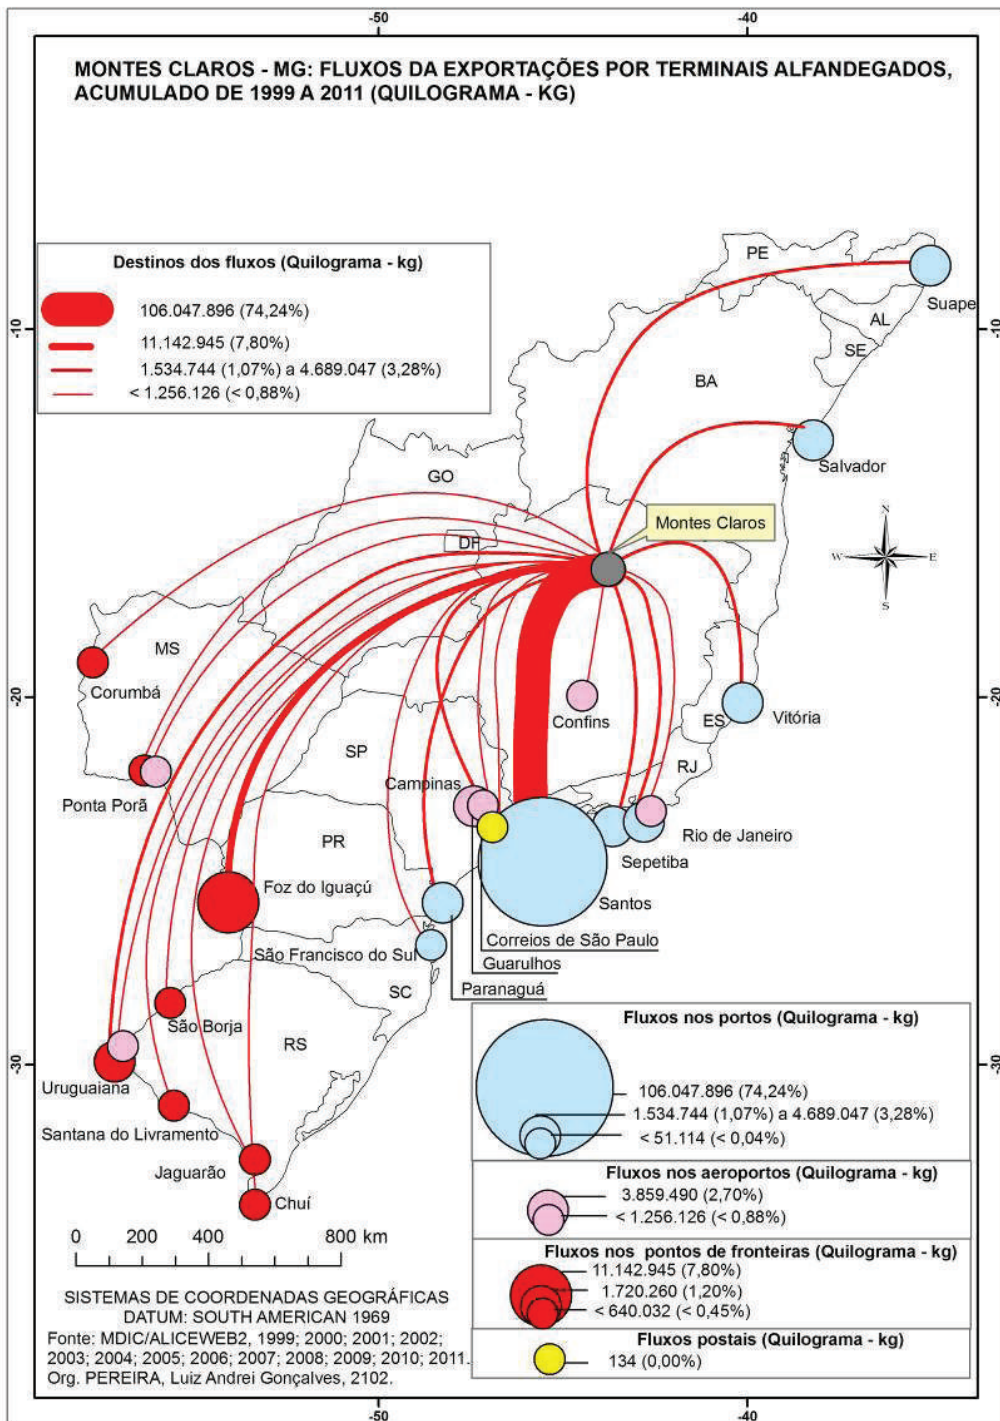 -50
-40
MONTES CLAROS - MG: FLUXOS DA EXPORTAÇÕES POR TERMINAIS ALFANDEGADOS,
ACUMULADO DE 1999 A 2011 (QUILOGRAMA - KG)
Destinos dos fluxos (Quilograma - kg)
106.047.896 (74,24%)
11.142.945 (7,80%)
1.534.744 (1,07%) a 4.689.047 (3,28%)
< 1.256.126 (< 0,88%)
PE
Suape
-10
-10
AL
SE
BA
Salvador
GO
Montes Claros
DF
N
W
E
S
MS
Corumbá
-20
-20
Confins
ES
Vitória
SP
RJ
Campinas
Ponta Porã
Rio de Janeiro
PR
Sepetiba
Foz do Iguaçú
Santos
Correios de São Paulo
São Francisco do Sul
Guarulhos
Paranaguá
SC
São Borja
RS
-30
-30
Uruguaiana
Santana do Livramento
Jaguarão
Chuí
Fluxos nos portos (Quilograma - kg)
106.047.896 (74,24%)
1.534.744 (1,07%) a 4.689.047 (3,28%)
< 51.114 (< 0,04%)
Fluxos nos aeroportos (Quilograma - kg)
3.859.490 (2,70%)
< 1.256.126 (< 0,88%)
Fluxos nos pontos de fronteiras (Quilograma - kg)
11.142.945 (7,80%)
1.720.260 (1,20%)
< 640.032 (< 0,45%)
Fluxos postais (Quilograma - kg)
134 (0,00%)
0 200 400 600 800 km
SISTEMAS DE COORDENADAS GEOGRÁFICAS
DATUM: SOUTH AMERICAN 1969
Fonte: MDIC/ALICEWEB2, 1999; 2000; 2001; 2002;
2003; 2004; 2005; 2006; 2007; 2008; 2009; 2010; 2011.
Org. PEREIRA, Luiz Andrei Gonçalves, 2102.
-50
-40